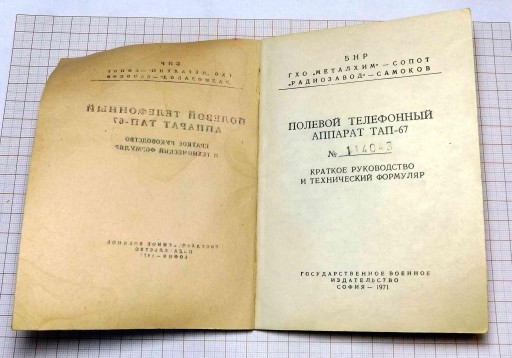 БНР
ГХО „МЕТАЛХИМ" — СОПОТ
„РАДИОЗАВОД" — САМОКОВ
ПОЛЕВОЙ ТЕЛЕФОННЫЙ
АППАРАТ ТАП-67
№ 114043
КРАТКОЕ РУКОВОДСТВО
И ТЕХНИЧЕСКИЙ ФОРМУЛЯР
ГОСУДАРСТВЕННОЕ ВОЕННОЕ
ИЗДАТЕЛЬСТВО
СОФИЯ — 1971